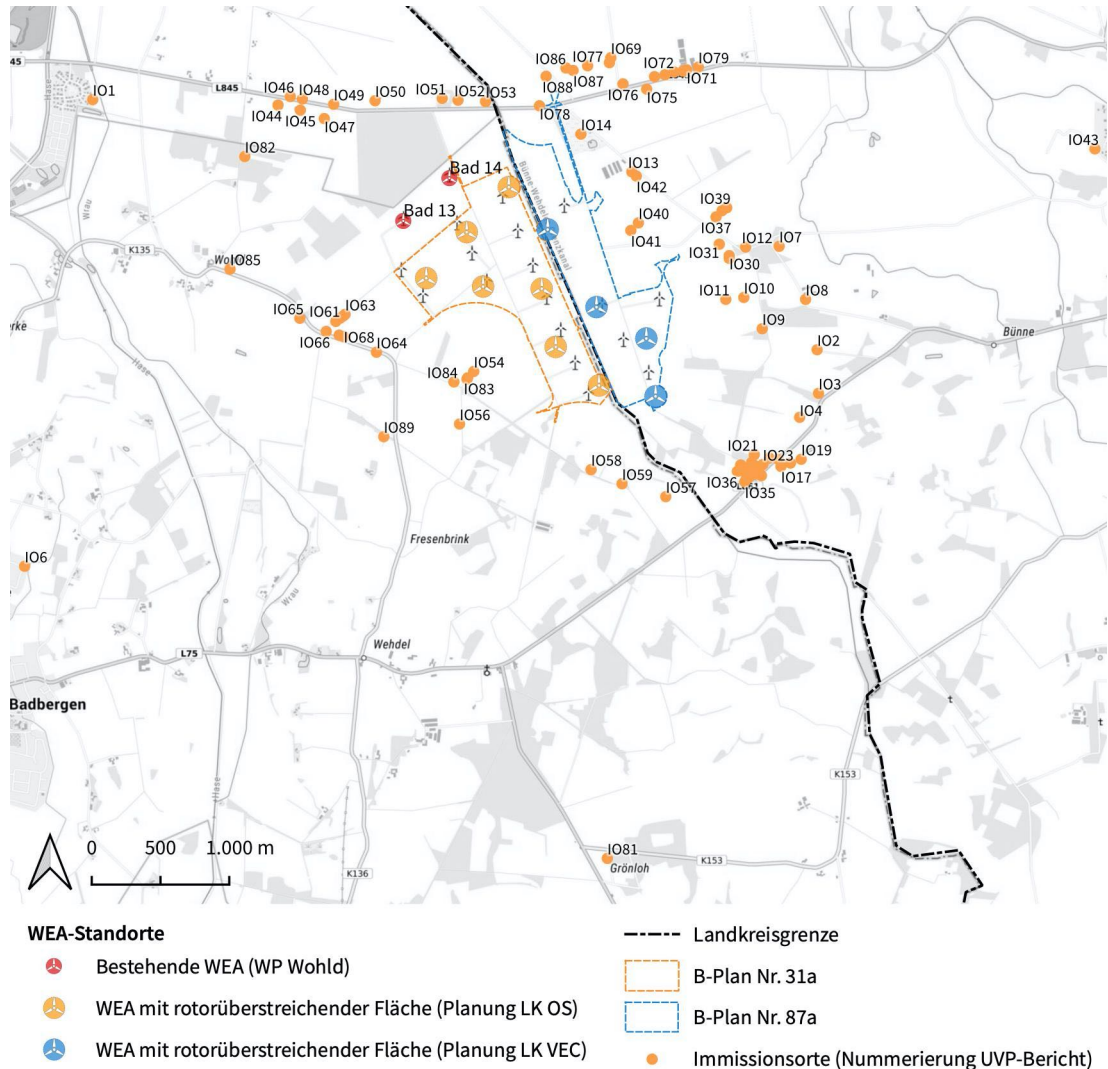 IO69
IO86
IO77
IO79
IO72
45
L845
IO87
IO71
IO88
IO76
IO75
IO1
IO46
IO48
IO50
IO51
IO52
IO53
IO49
IO44
IO45
IO47
IO78
Hase
IO14
IO43
IO82
IO13
Bad 14
IO42
Wrau
Bad 13
IO39
IO40
IO37
IO41
K135
IO12
IO7
IO31
IO30
IO85
IO11
IO10
IO8
IO63
IO65
IO61
IO9
Bünne
IO66
IO68
IO64
IO2
Hase
IO54
IO84
IO83
IO3
IO4
IO56
IO89
IO21
IO23
IO19
IO58
IO59
IO57
IO36
IO35
IO17
Fresenbrink
IO6
Wrau
Wehdel
L75
Badbergen
Hase
K153
0 500 1.000 m
IO81
Grönloh
K153
K136
WEA-Standorte
Bestehende WEA (WP Wohld)
WEA mit rotorüberstreichender Fläche (Planung LK OS)
WEA mit rotorüberstreichender Fläche (Planung LK VEC)
Landkreisgrenze
B-Plan Nr. 31a
B-Plan Nr. 87a
Immissionsorte (Nummerierung UVP-Bericht)